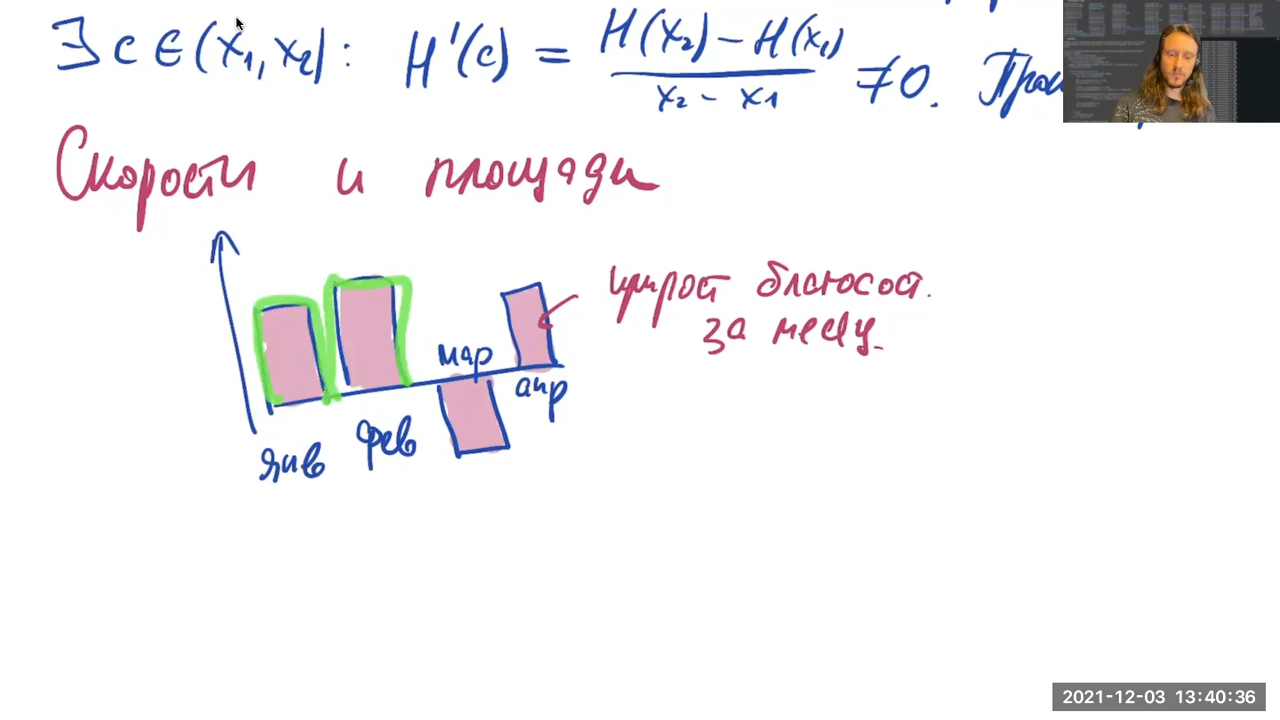 ∃ c ∈ (x₁, x₂): H'(c) = (H(x₂) − H(x₁)) / (x₂ − x₁) ≠ 0.
Скорости и площади
прирост благосост.
за месяц.
мар
апр
янв фев
2021-12-03 13:40:36